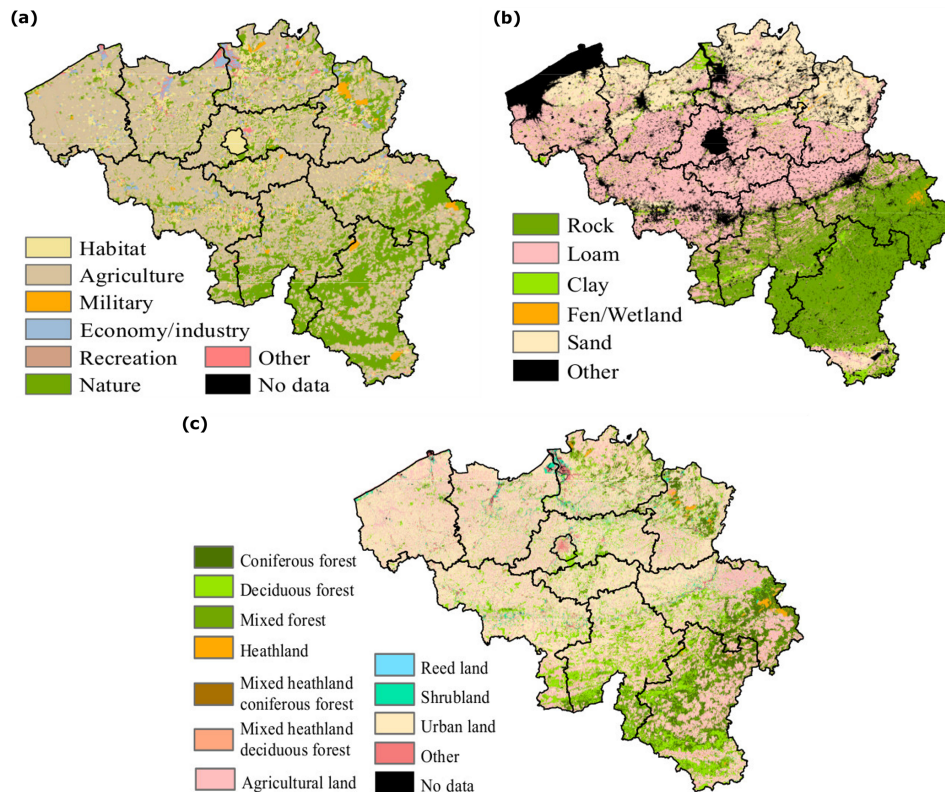 (a)
Habitat
Agriculture
Military
Economy/industry
Recreation
Nature
Other
No data
(b)
Rock
Loam
Clay
Fen/Wetland
Sand
Other
(c)
Coniferous forest
Deciduous forest
Mixed forest
Heathland
Mixed heathland
coniferous forest
Mixed heathland
deciduous forest
Agricultural land
Reed land
Shrubland
Urban land
Other
No data